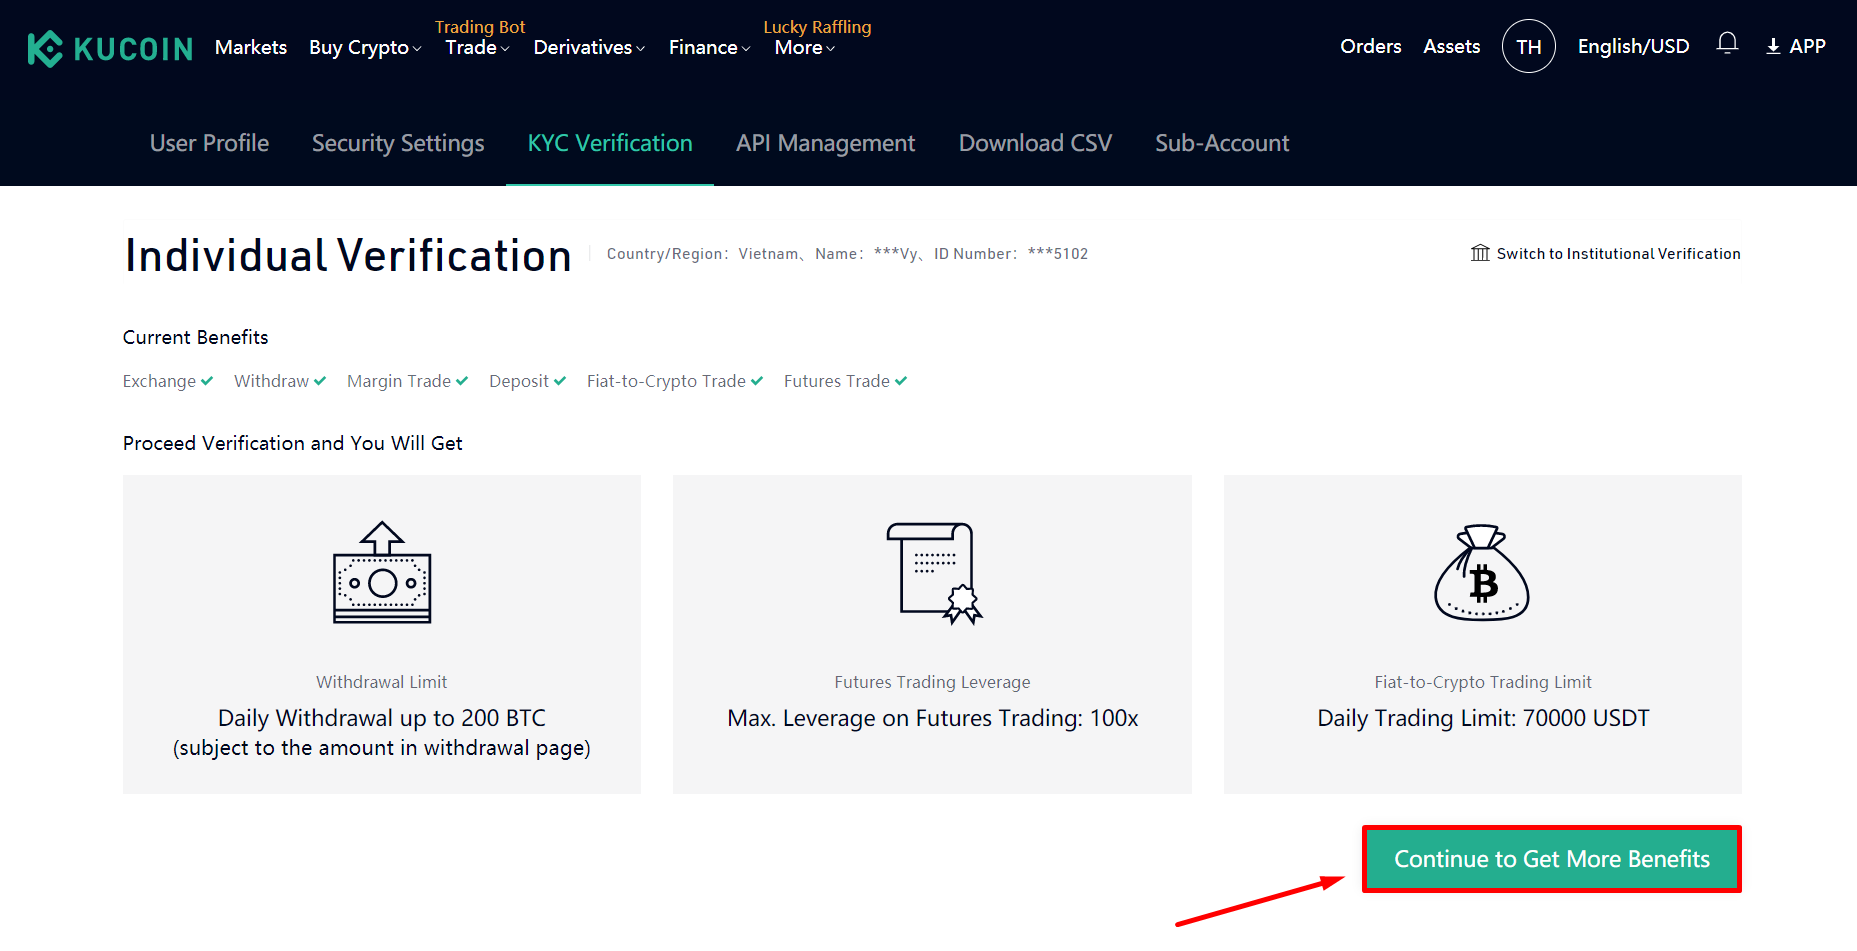 Trading Bot
Lucky Raffling
KUCOIN Markets Buy Crypto Trade Derivatives Finance More Orders Assets TH English/USD APP
User Profile Security Settings KYC Verification API Management Download CSV Sub-Account
Individual Verification Country/Region：Vietnam、Name：***Vy、ID Number：***5102 Switch to Institutional Verification
Current Benefits
Exchange Withdraw Margin Trade Deposit Fiat-to-Crypto Trade Futures Trade
Proceed Verification and You Will Get
Withdrawal Limit
Daily Withdrawal up to 200 BTC
(subject to the amount in withdrawal page)
Futures Trading Leverage
Max. Leverage on Futures Trading: 100x
Fiat-to-Crypto Trading Limit
Daily Trading Limit: 70000 USDT
Continue to Get More Benefits